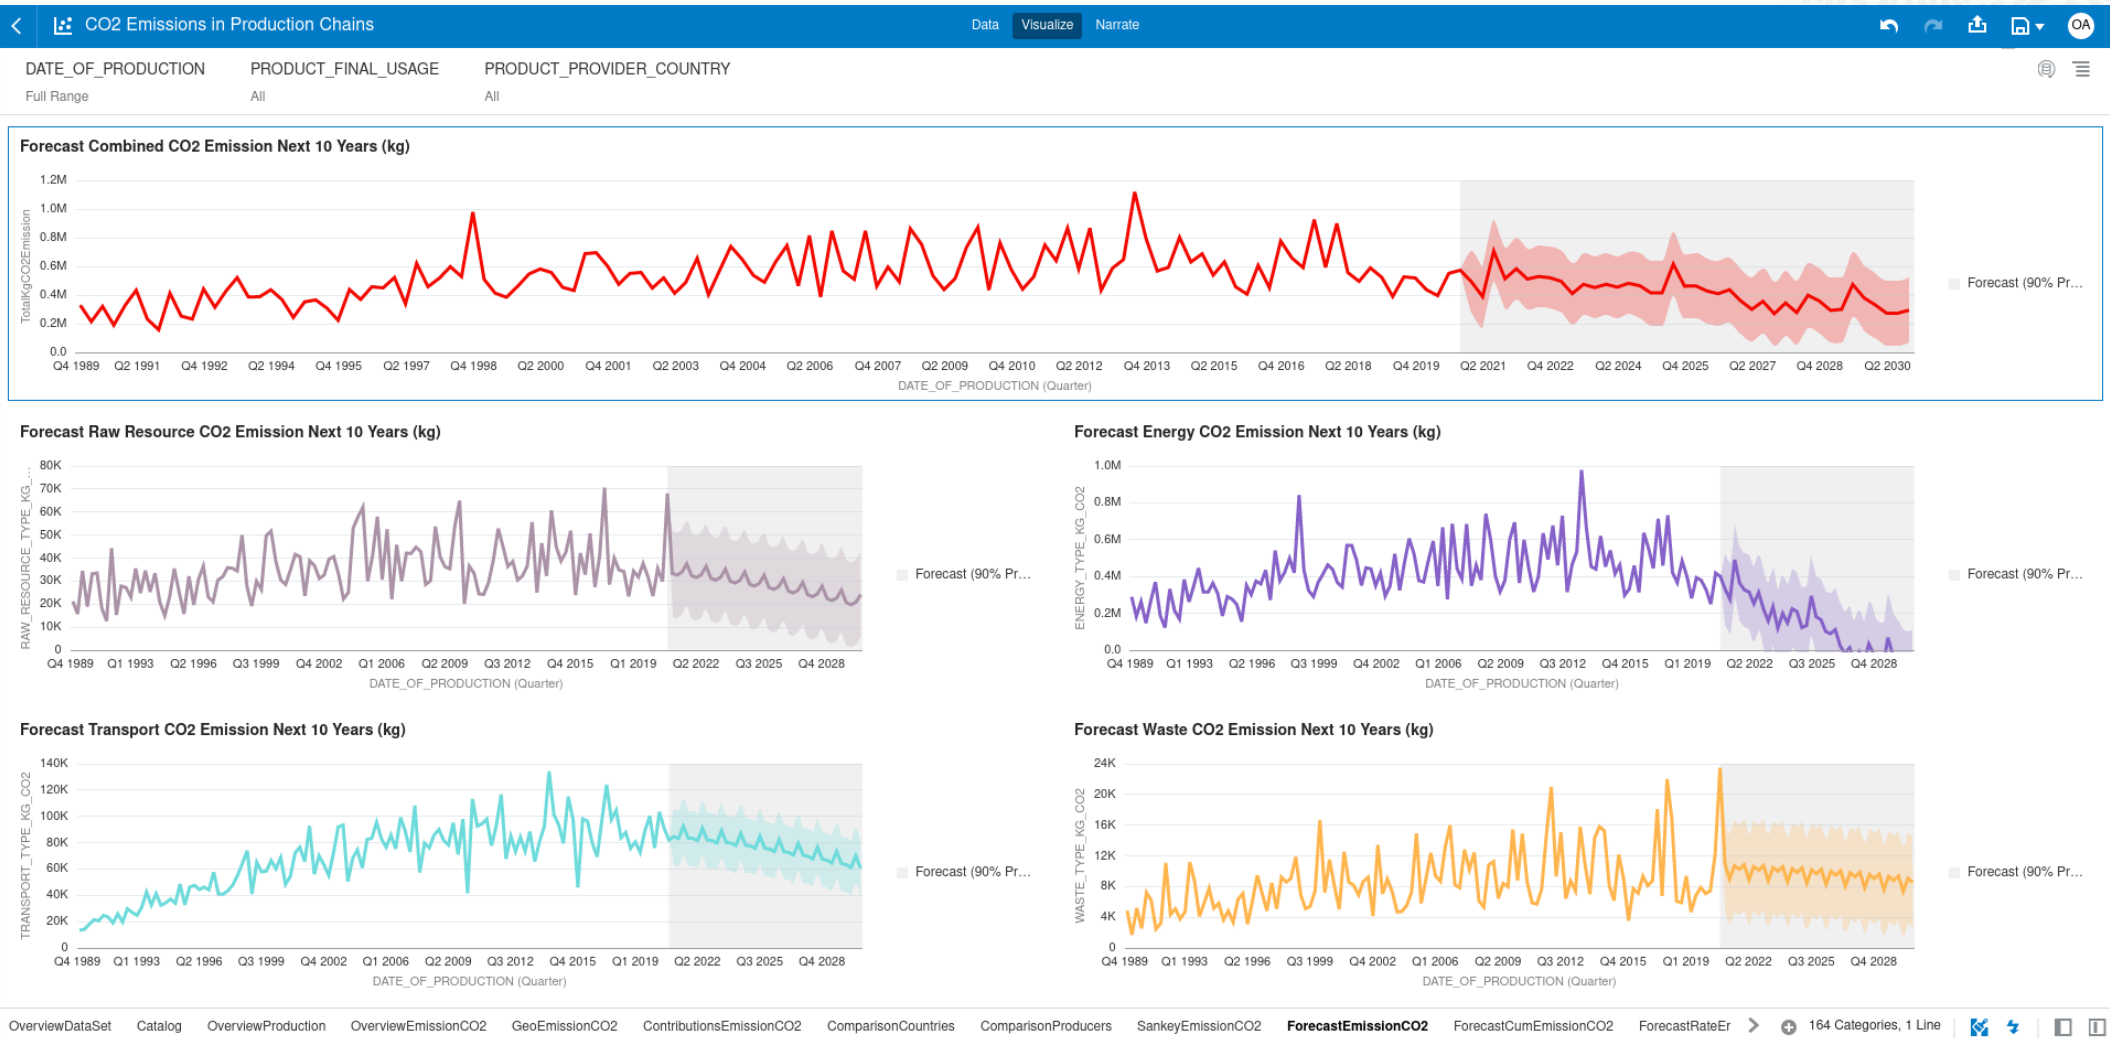 CO2 Emissions in Production Chains
Data Visualize Narrate
OA
DATE_OF_PRODUCTION PRODUCT_FINAL_USAGE PRODUCT_PROVIDER_COUNTRY
Full Range All All
Forecast Combined CO2 Emission Next 10 Years (kg)
TotalKgCO2Emission
1.2M
1.0M
0.8M
0.6M
0.4M
0.2M
0.0
Q4 1989 Q2 1991 Q4 1992 Q2 1994 Q4 1995 Q2 1997 Q4 1998 Q2 2000 Q4 2001 Q2 2003 Q4 2004 Q2 2006 Q4 2007 Q2 2009 Q4 2010 Q2 2012 Q4 2013 Q2 2015 Q4 2016 Q2 2018 Q4 2019 Q2 2021 Q4 2022 Q2 2024 Q4 2025 Q2 2027 Q4 2028 Q2 2030
DATE_OF_PRODUCTION (Quarter)
Forecast (90% Pr...
Forecast Raw Resource CO2 Emission Next 10 Years (kg)
RAW_RESOURCE_TYPE_KG_...
80K
70K
60K
50K
40K
30K
20K
10K
0
Q4 1989 Q1 1993 Q2 1996 Q3 1999 Q4 2002 Q1 2006 Q2 2009 Q3 2012 Q4 2015 Q1 2019 Q2 2022 Q3 2025 Q4 2028
DATE_OF_PRODUCTION (Quarter)
Forecast (90% Pr...
Forecast Energy CO2 Emission Next 10 Years (kg)
ENERGY_TYPE_KG_CO2
1.0M
0.8M
0.6M
0.4M
0.2M
0.0
Q4 1989 Q1 1993 Q2 1996 Q3 1999 Q4 2002 Q1 2006 Q2 2009 Q3 2012 Q4 2015 Q1 2019 Q2 2022 Q3 2025 Q4 2028
DATE_OF_PRODUCTION (Quarter)
Forecast (90% Pr...
Forecast Transport CO2 Emission Next 10 Years (kg)
TRANSPORT_TYPE_KG_CO2
140K
120K
100K
80K
60K
40K
20K
0
Q4 1989 Q1 1993 Q2 1996 Q3 1999 Q4 2002 Q1 2006 Q2 2009 Q3 2012 Q4 2015 Q1 2019 Q2 2022 Q3 2025 Q4 2028
DATE_OF_PRODUCTION (Quarter)
Forecast (90% Pr...
Forecast Waste CO2 Emission Next 10 Years (kg)
WASTE_TYPE_KG_CO2
24K
20K
16K
12K
8K
4K
0
Q4 1989 Q1 1993 Q2 1996 Q3 1999 Q4 2002 Q1 2006 Q2 2009 Q3 2012 Q4 2015 Q1 2019 Q2 2022 Q3 2025 Q4 2028
DATE_OF_PRODUCTION (Quarter)
Forecast (90% Pr...
OverviewDataSet Catalog OverviewProduction OverviewEmissionCO2 GeoEmissionCO2 ContributionsEmissionCO2 ComparisonCountries ComparisonProducers SankeyEmissionCO2 ForecastEmissionCO2 ForecastCumEmissionCO2 ForecastRateEr 164 Categories, 1 Line